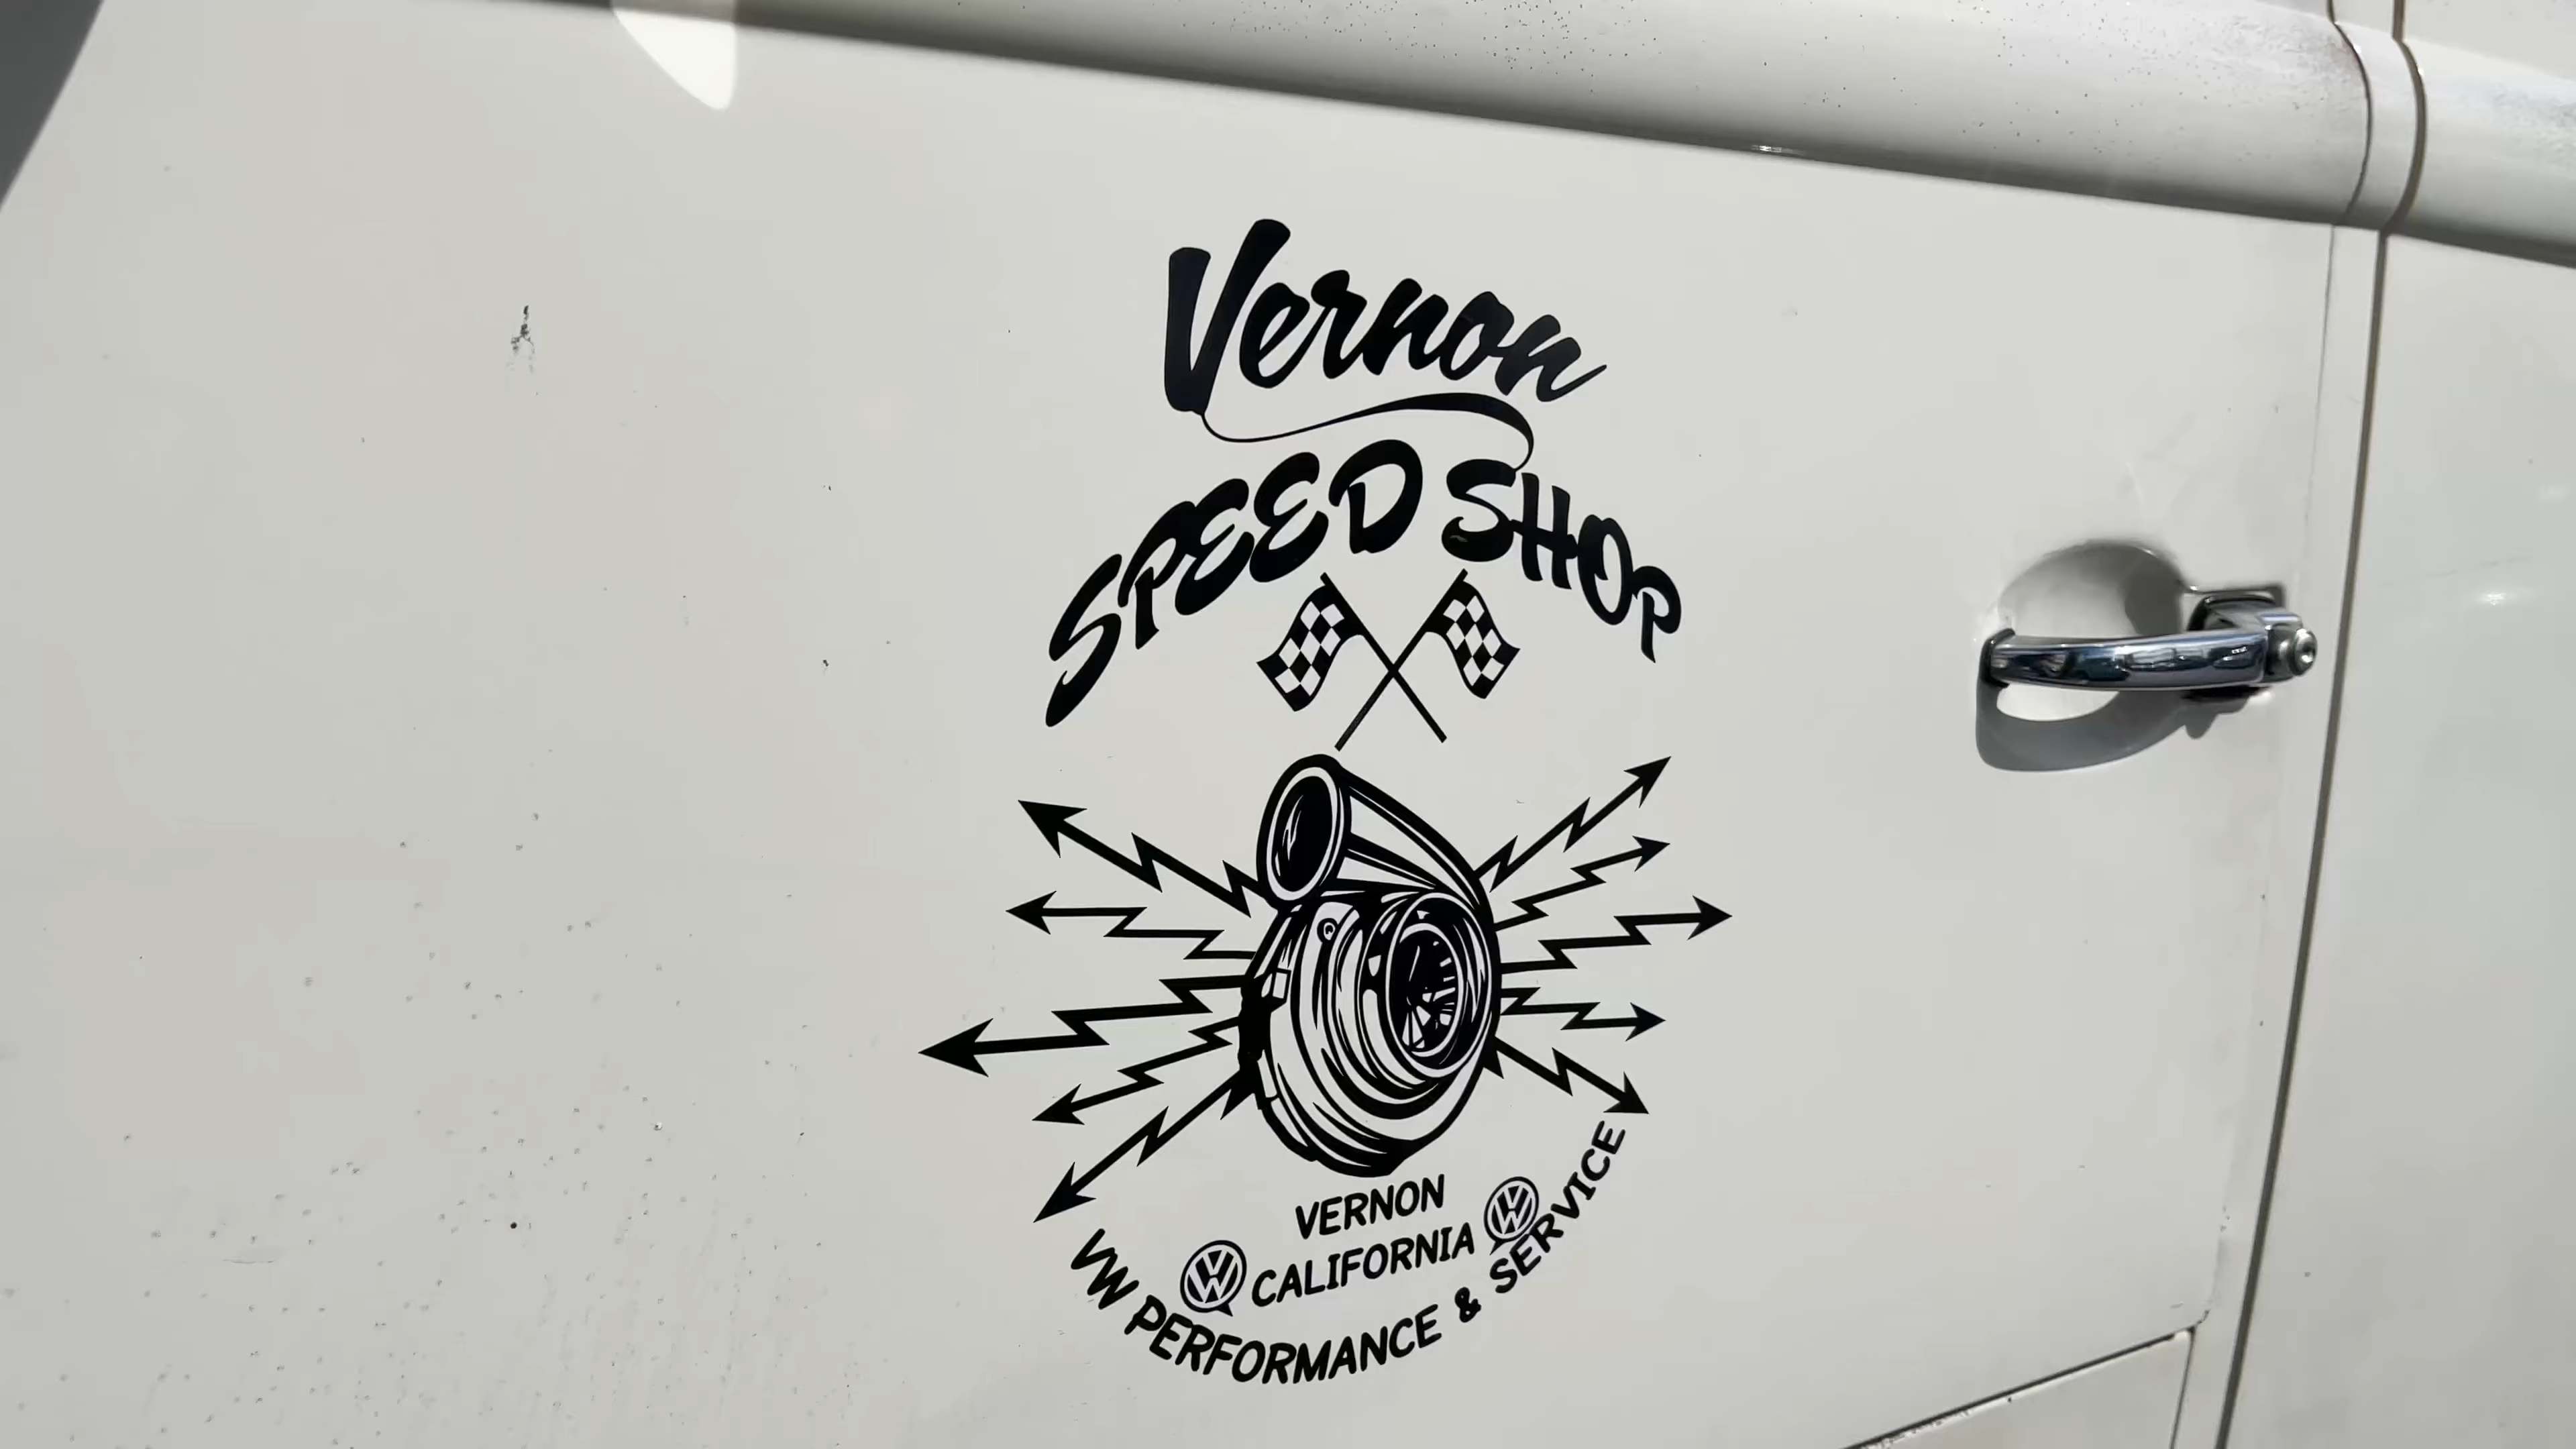 Vernon
SPEED SHOP
VERNON
CALIFORNIA
VW PERFORMANCE & SERVICE